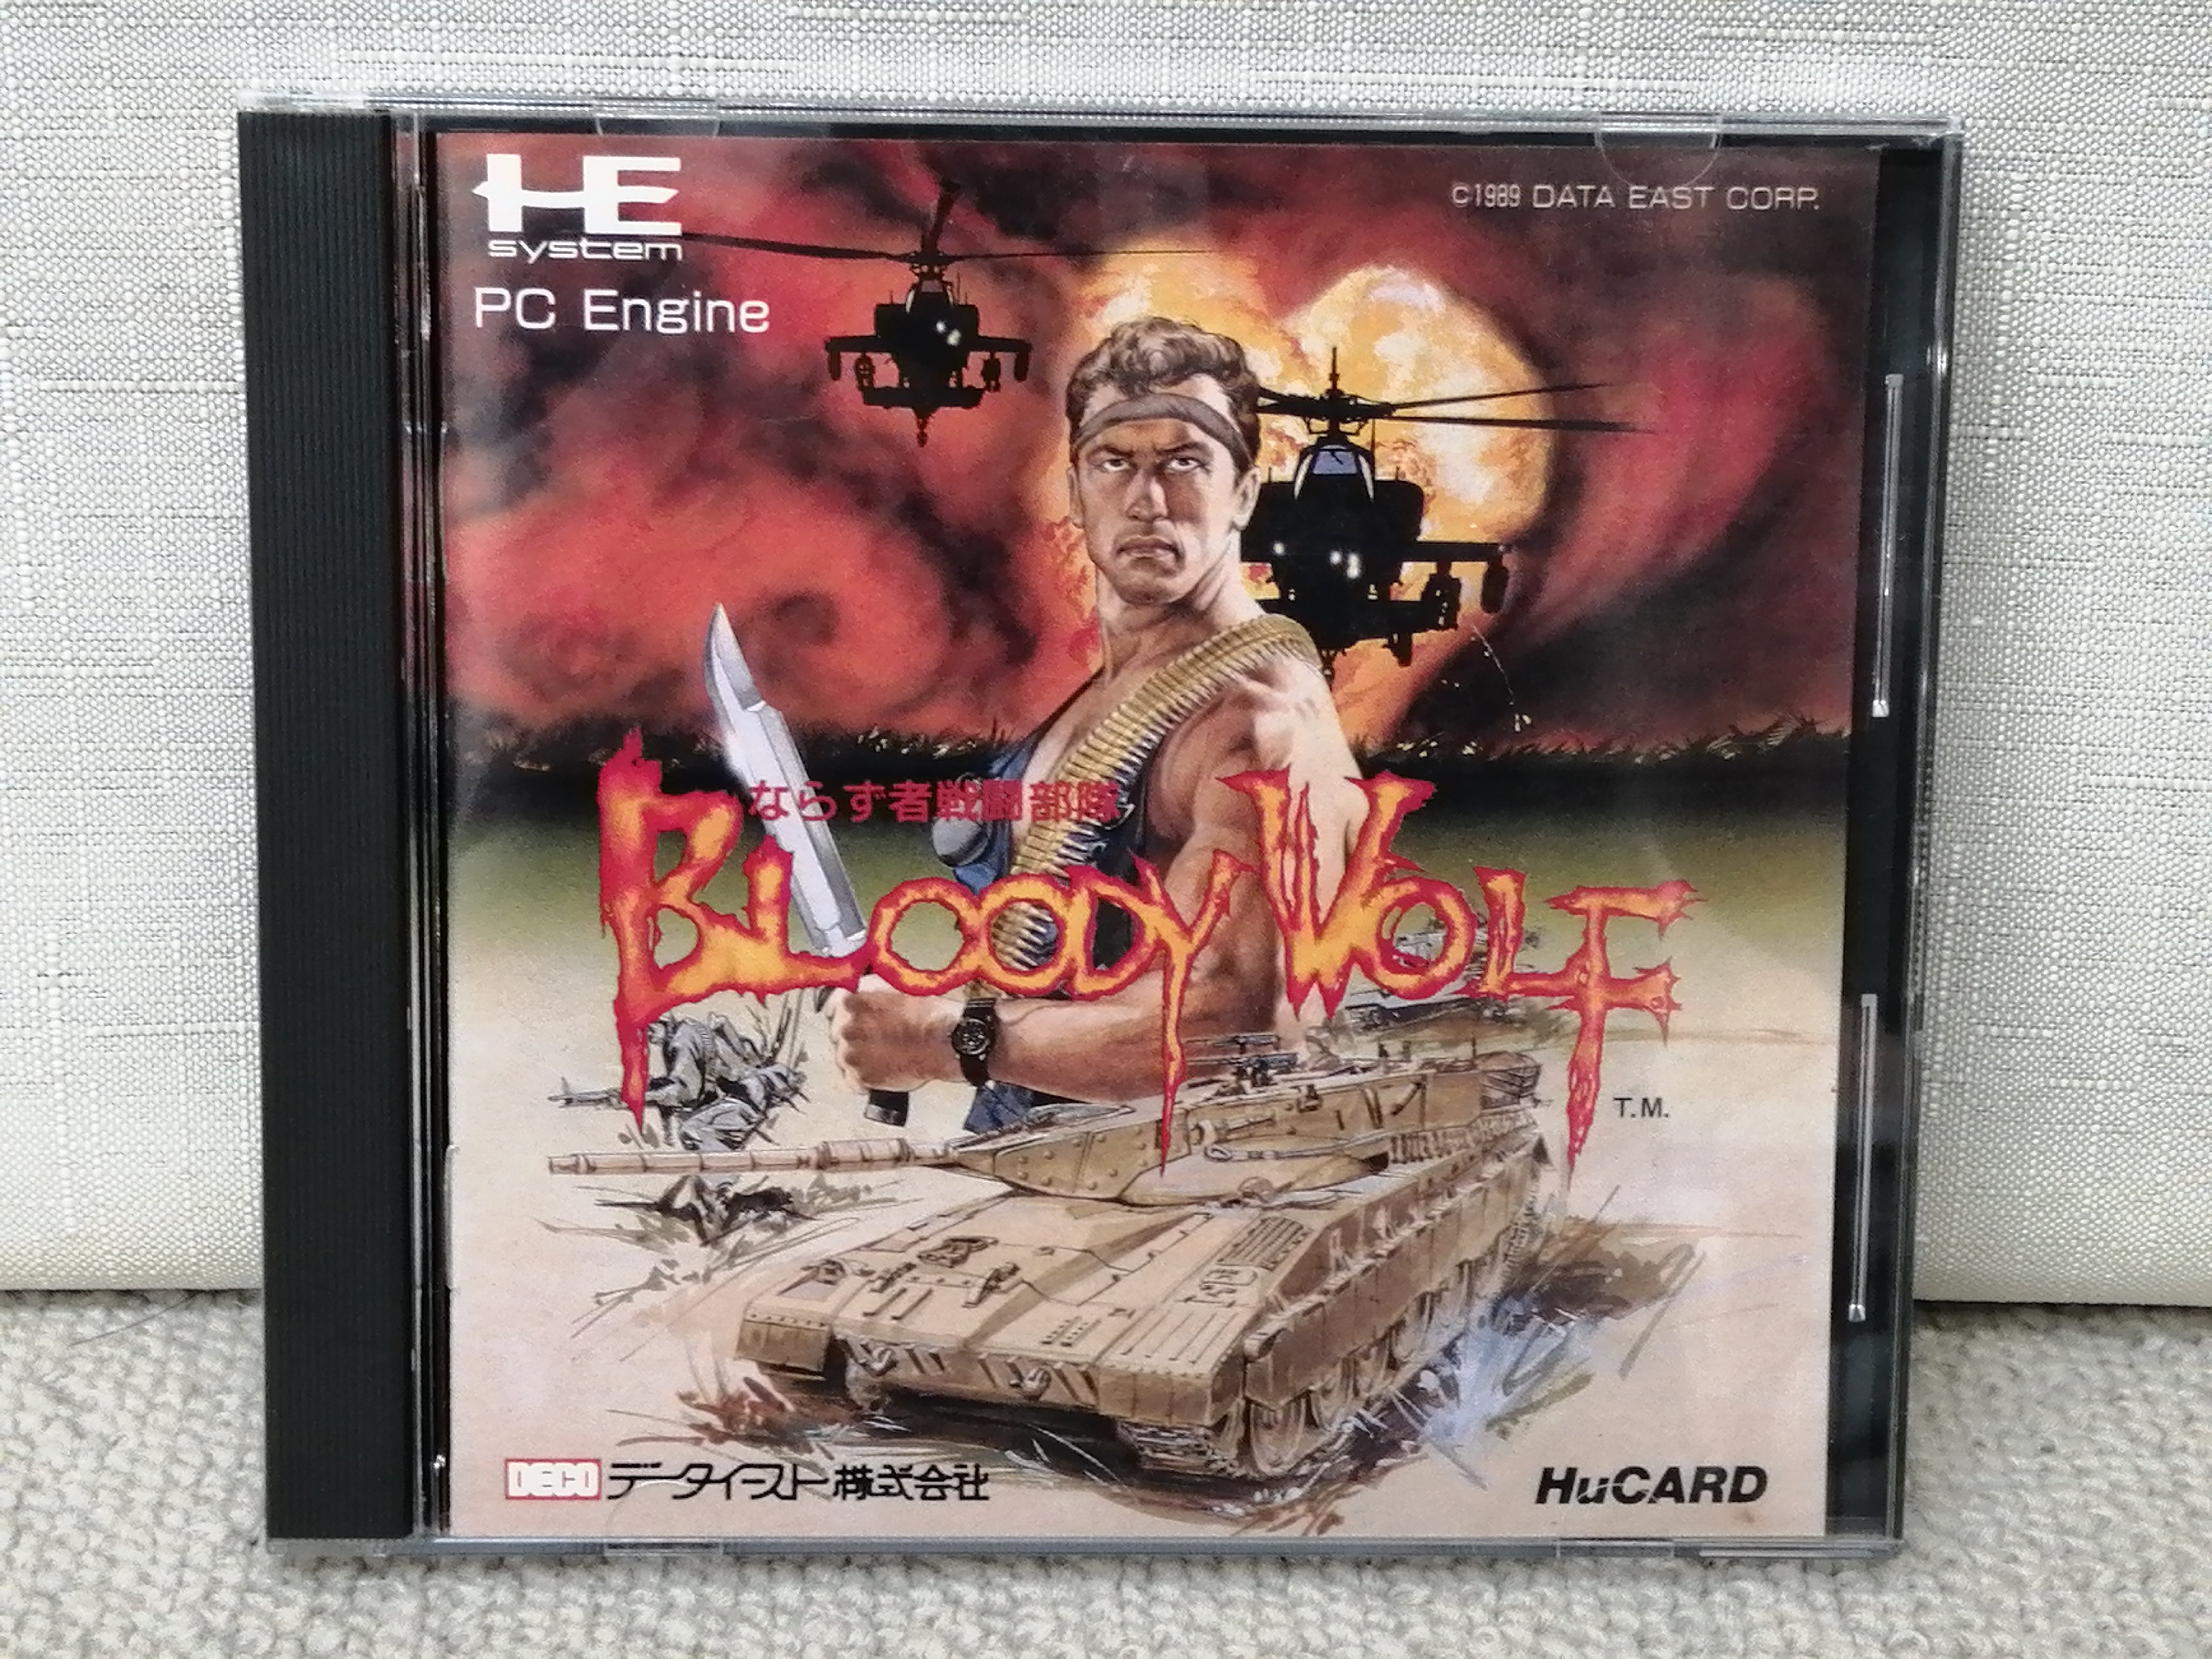 HE
system
PC Engine
©1989 DATA EAST CORP.
ならず者戦闘部隊
BLOODY WOLF
T.M.
DECO データイースト株式会社
HuCARD